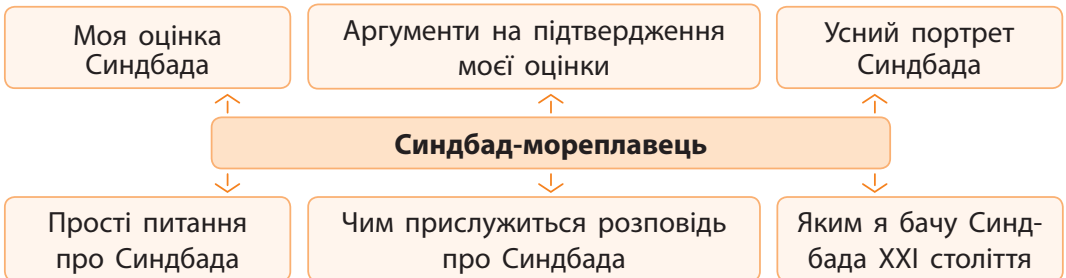 Моя оцінка
Синдбада
Аргументи на підтвердження
моєї оцінки
Усний портрет
Синдбада
Синдбад-мореплавець
Прості питання
про Синдбада
Чим прислужиться розповідь
про Синдбада
Яким я бачу Синд-
бада ХХІ століття